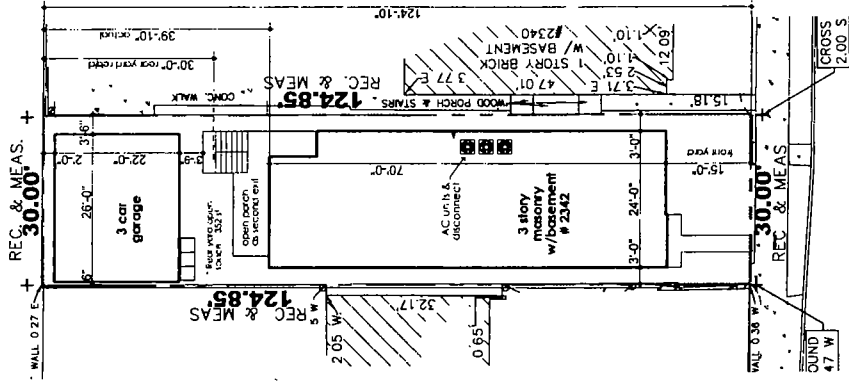 124'-10"
39'-10" actual
30'-0" rear yard req'd
REC. & MEAS
124.85'
CONC. WALK
WOOD PORCH & STAIRS
1 STORY BRICK
W/ BASEMENT
#2340
47.01'
3.77 E
1.10'
1.10'
2.53'
3.71 E
12.09
15.18'
CROSS
2.00 S
REC. & MEAS.
30.00'
3'-6"
2'-0"
22'-0"
3'-9"
26'-0"
6"
3 car
garage
open porch
as second exit
70'-0"
AC units &
disconnect
3 story
masonry
w/basement
# 2342
3'-0"
24'-0"
3'-0"
front yard
15'-0"
30.00'
REC & MEAS
WALL 0.27 E
124.85'
REC & MEAS
5 W
2.05 W.
32.17'
0.65'
WALL 0.36 W
OUND
47 W